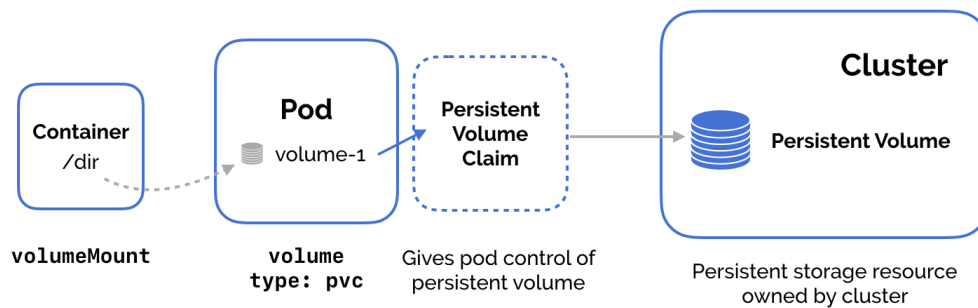 Container
/dir
volumeMount
Pod
volume-1
volume
type: pvc
Persistent
Volume
Claim
Gives pod control of
persistent volume
Cluster
Persistent Volume
Persistent storage resource
owned by cluster